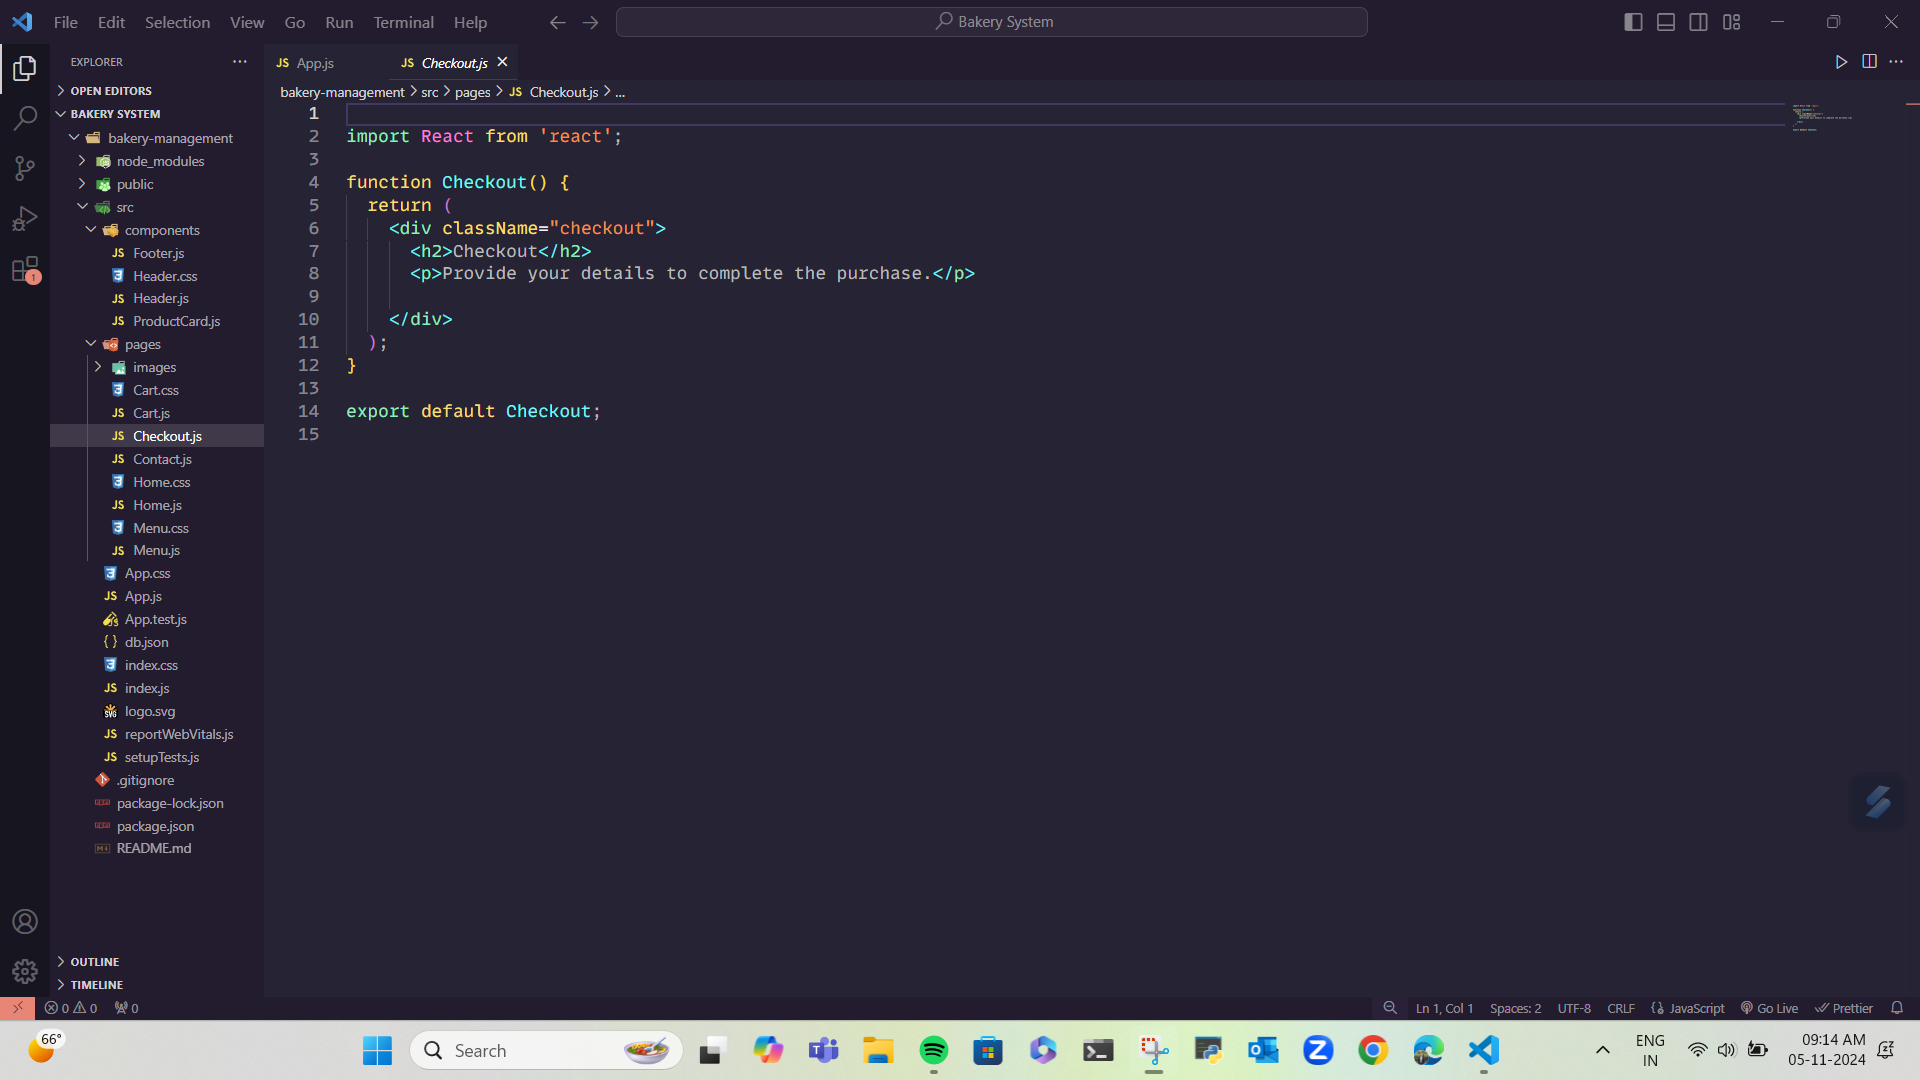 File Edit Selection View Go Run Terminal Help
Bakery System
EXPLORER
OPEN EDITORS
BAKERY SYSTEM
bakery-management
node_modules
public
src
components
Footer.js
Header.css
Header.js
ProductCard.js
pages
images
Cart.css
Cart.js
Checkout.js
Contact.js
Home.css
Home.js
Menu.css
Menu.js
App.css
App.js
App.test.js
db.json
index.css
index.js
logo.svg
reportWebVitals.js
setupTests.js
.gitignore
package-lock.json
package.json
README.md
OUTLINE
TIMELINE
JS App.js JS Checkout.js
bakery-management > src > pages > JS Checkout.js > ...
1
2 import React from 'react';
3
4 function Checkout() {
5 return (
6 <div className="checkout">
7 <h2>Checkout</h2>
8 <p>Provide your details to complete the purchase.</p>
9
10 </div>
11 );
12 }
13
14 export default Checkout;
15
0 0 0 Ln 1, Col 1 Spaces: 2 UTF-8 CRLF {} JavaScript Go Live Prettier
66° Search ENG 09:14 AM
IN 05-11-2024